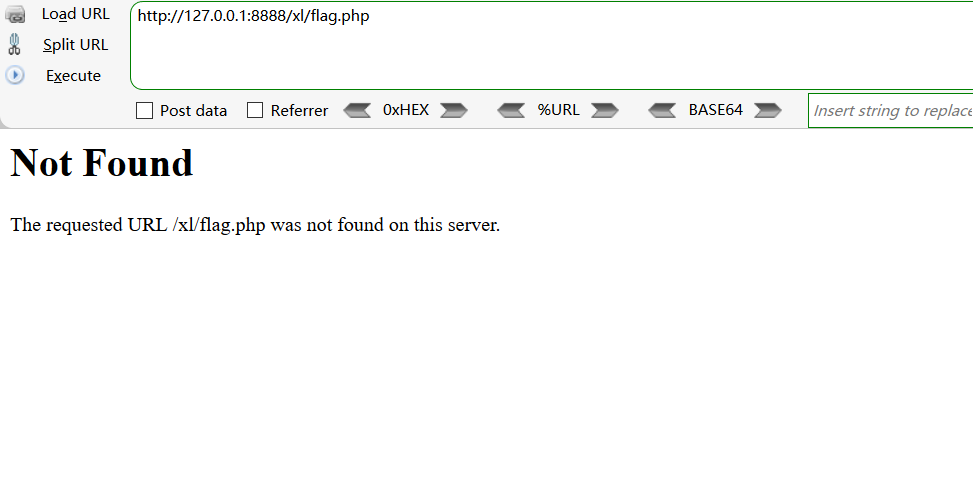 Load URL http://127.0.0.1:8888/xl/flag.php
Split URL
Execute
Post data Referrer 0xHEX %URL BASE64 Insert string to replace
Not Found
The requested URL /xl/flag.php was not found on this server.